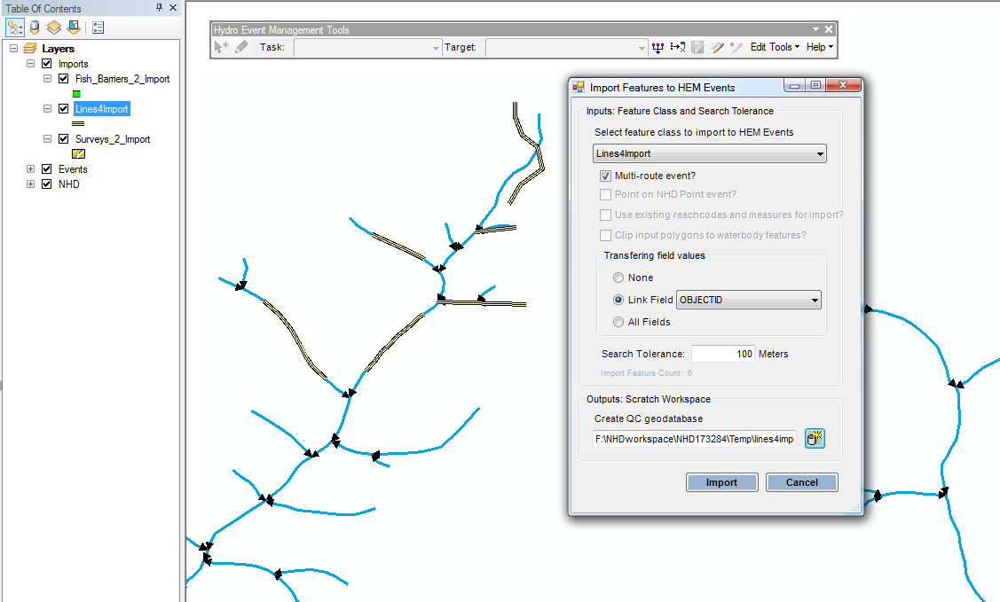 Table Of Contents
Layers
Imports
Fish_Barriers_2_Import
Lines4Import
Surveys_2_Import
Events
NHD
Hydro Event Management Tools
Task: Target: Edit Tools Help
Import Features to HEM Events
Inputs: Feature Class and Search Tolerance
Select feature class to import to HEM Events
Lines4Import
Multi-route event?
Point on NHD Point event?
Use existing reachcodes and measures for import?
Clip input polygons to waterbody features?
Transfering field values
None
Link Field OBJECTID
All Fields
Search Tolerance: 100 Meters
Import Feature Count: 6
Outputs: Scratch Workspace
Create QC geodatabase
F:\NHDworkspace\NHD173284\Temp\lines4imp
Import Cancel